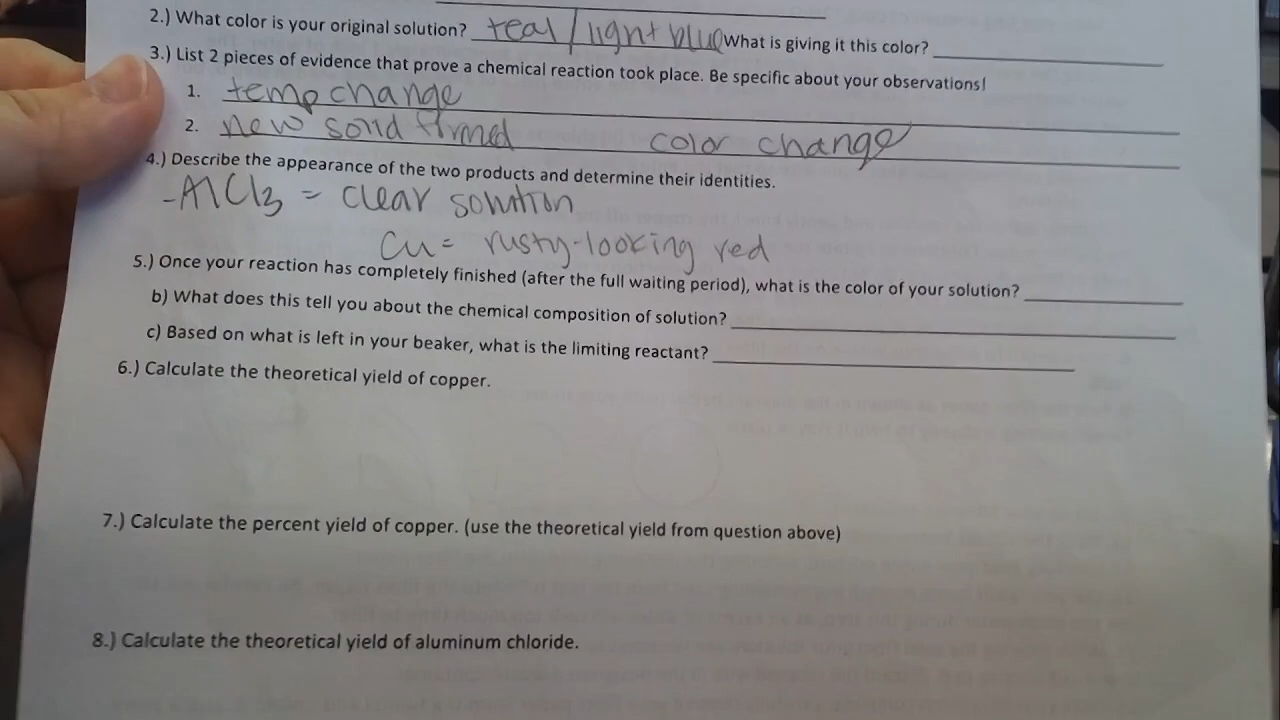 2.) What color is your original solution? teal / light blue What is giving it this color?
3.) List 2 pieces of evidence that prove a chemical reaction took place. Be specific about your observations!
1. temp change
2. new solid firmed color change
4.) Describe the appearance of the two products and determine their identities.
- AlCl3 = clear solution
Cu = rusty-looking red
5.) Once your reaction has completely finished (after the full waiting period), what is the color of your solution?
b) What does this tell you about the chemical composition of solution?
c) Based on what is left in your beaker, what is the limiting reactant?
6.) Calculate the theoretical yield of copper.
7.) Calculate the percent yield of copper. (use the theoretical yield from question above)
8.) Calculate the theoretical yield of aluminum chloride.